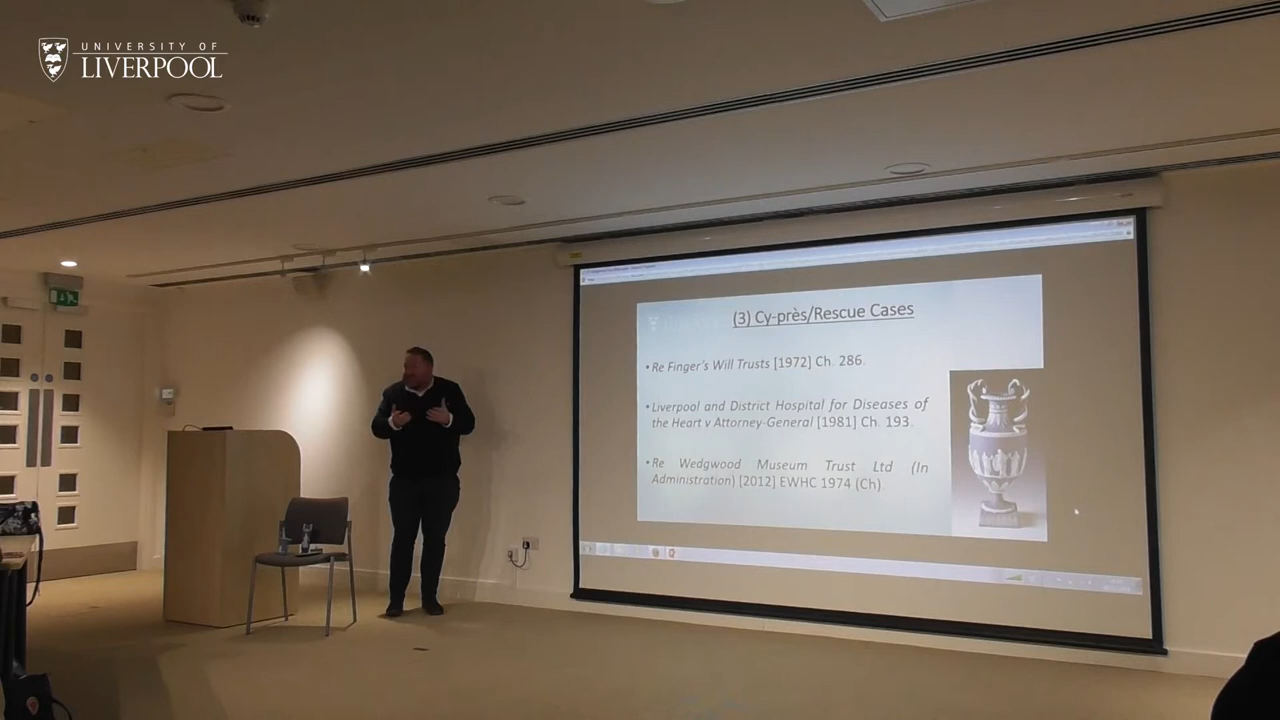 UNIVERSITY OF
LIVERPOOL
(3) Cy-près/Rescue Cases
• Re Finger's Will Trusts [1972] Ch. 286.
• Liverpool and District Hospital for Diseases of
the Heart v Attorney-General [1981] Ch. 193.
• Re Wedgwood Museum Trust Ltd (In
Administration) [2012] EWHC 1974 (Ch)